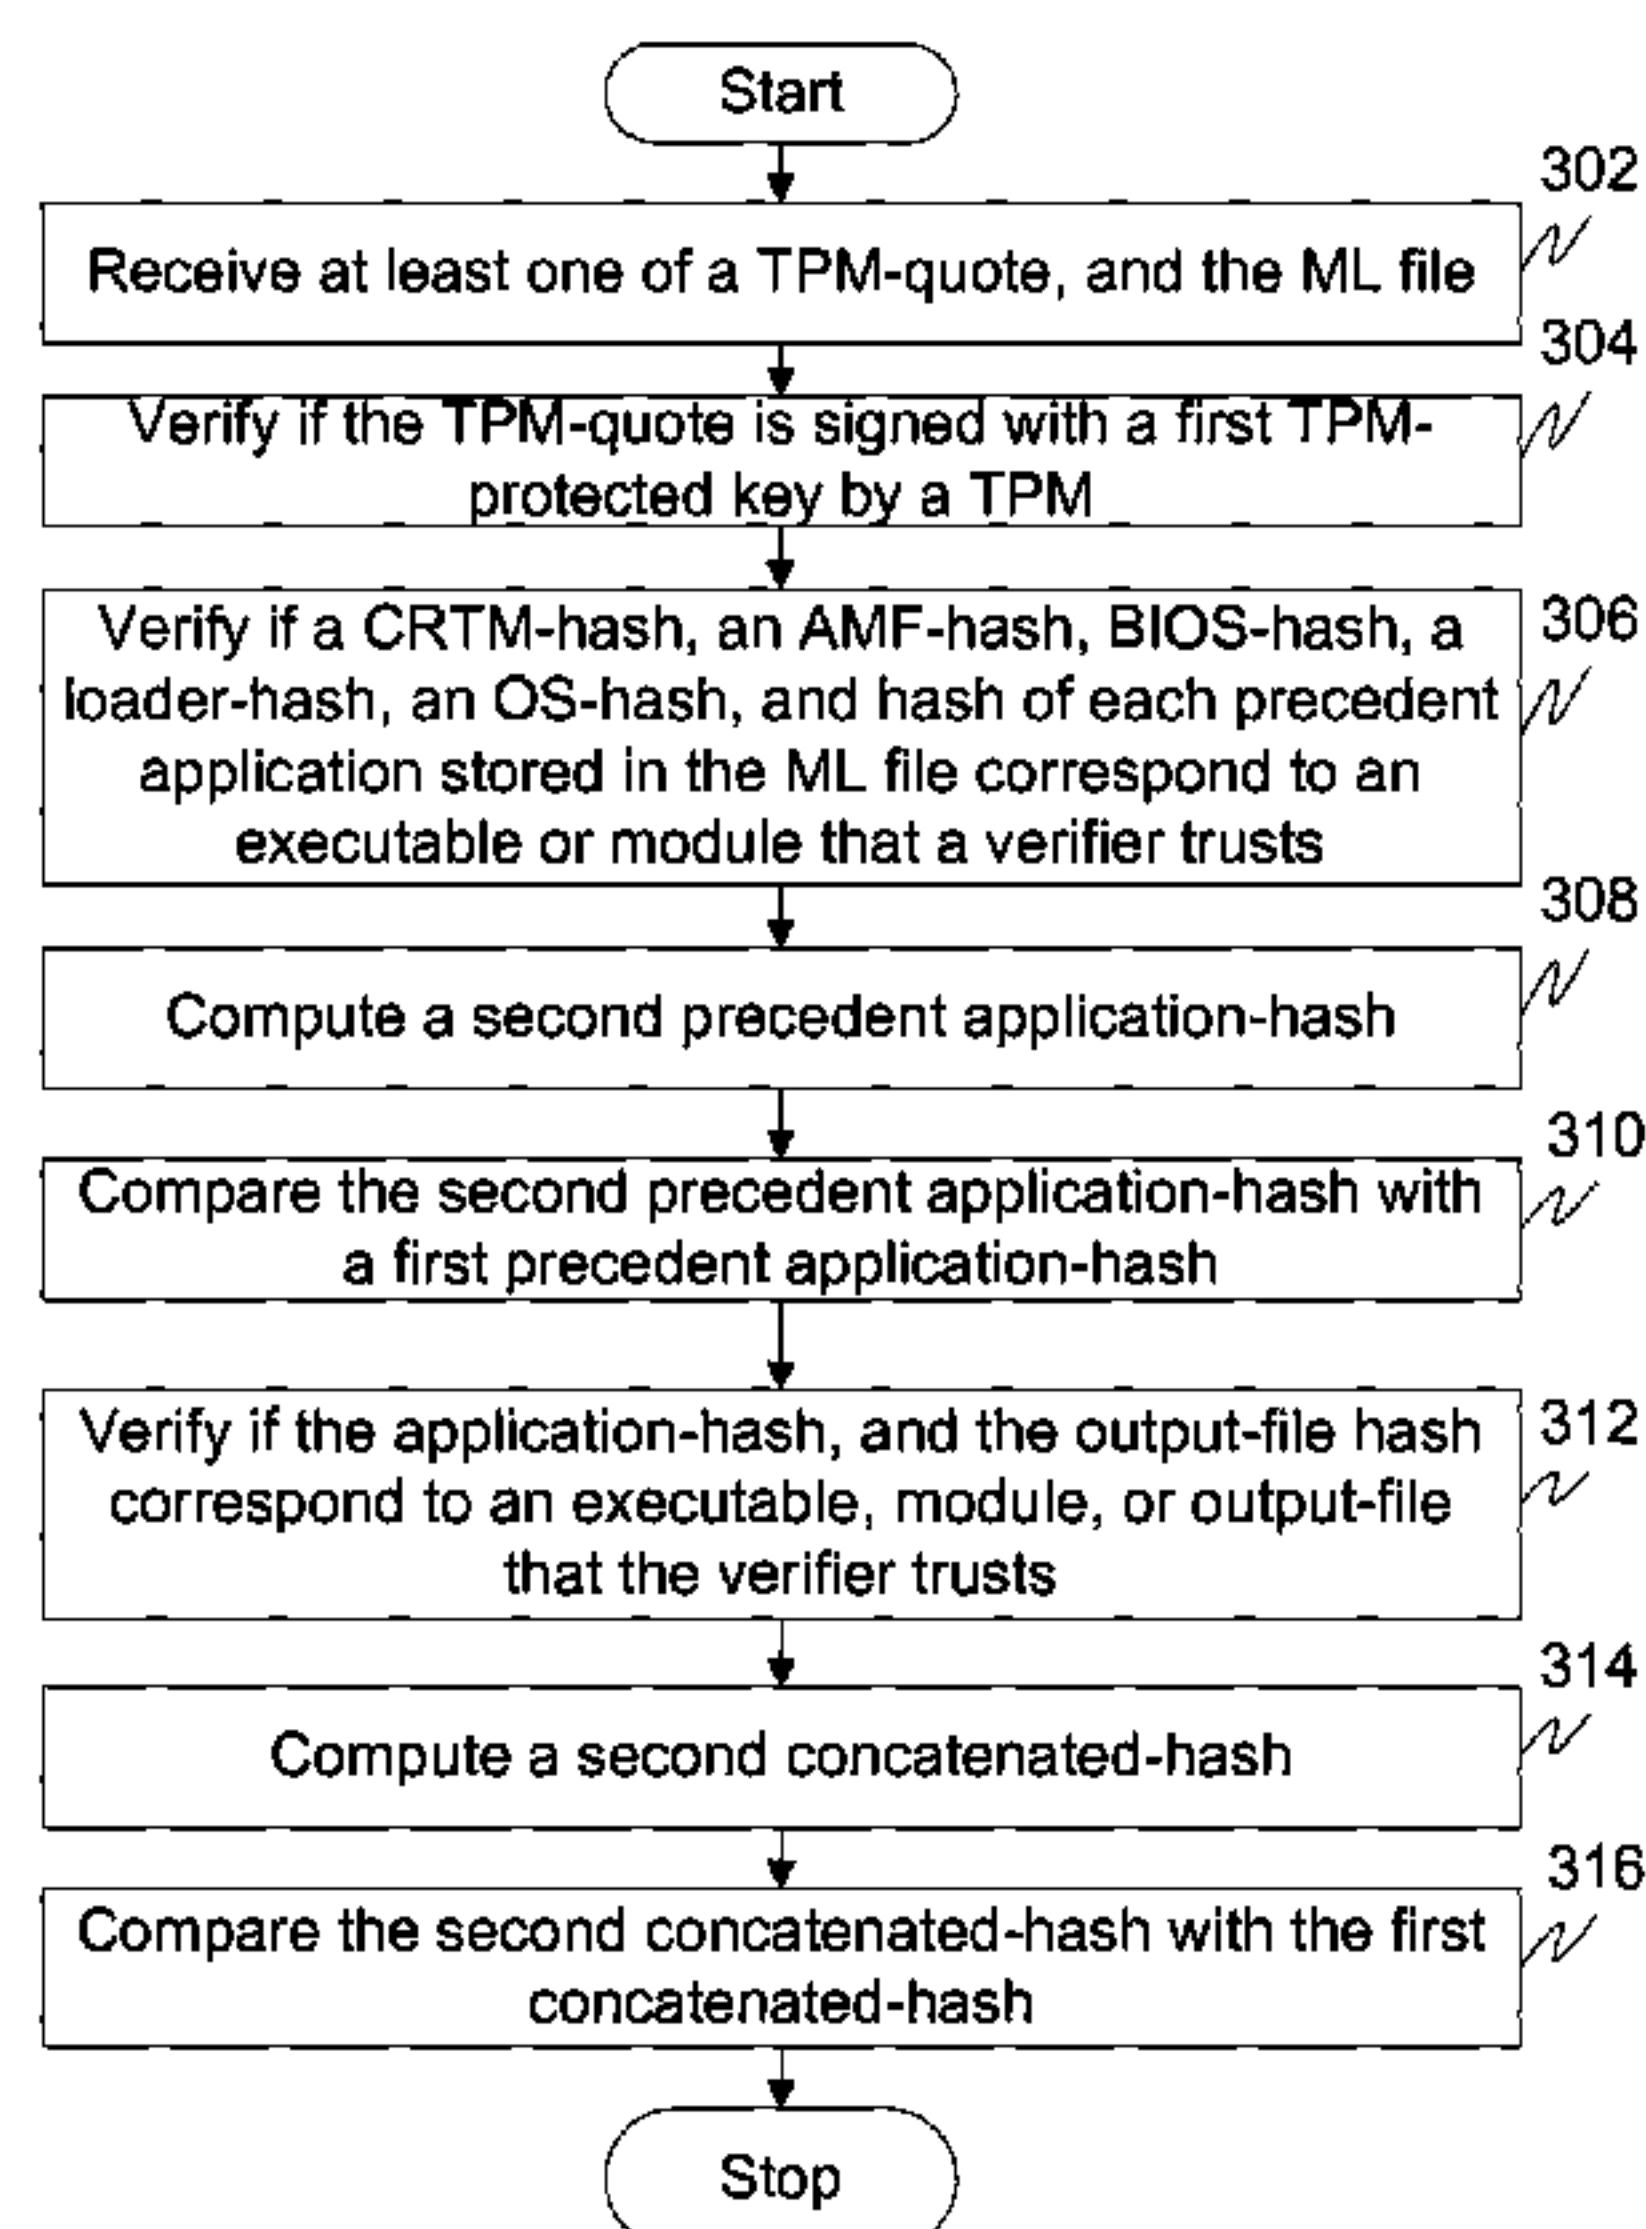 Start
302
Receive at least one of a TPM-quote, and the ML file
304
Verify if the TPM-quote is signed with a first TPM-
protected key by a TPM
306
Verify if a CRTM-hash, an AMF-hash, BIOS-hash, a
loader-hash, an OS-hash, and hash of each precedent
application stored in the ML file correspond to an
executable or module that a verifier trusts
308
Compute a second precedent application-hash
310
Compare the second precedent application-hash with
a first precedent application-hash
312
Verify if the application-hash, and the output-file hash
correspond to an executable, module, or output-file
that the verifier trusts
314
Compute a second concatenated-hash
316
Compare the second concatenated-hash with the first
concatenated-hash
Stop